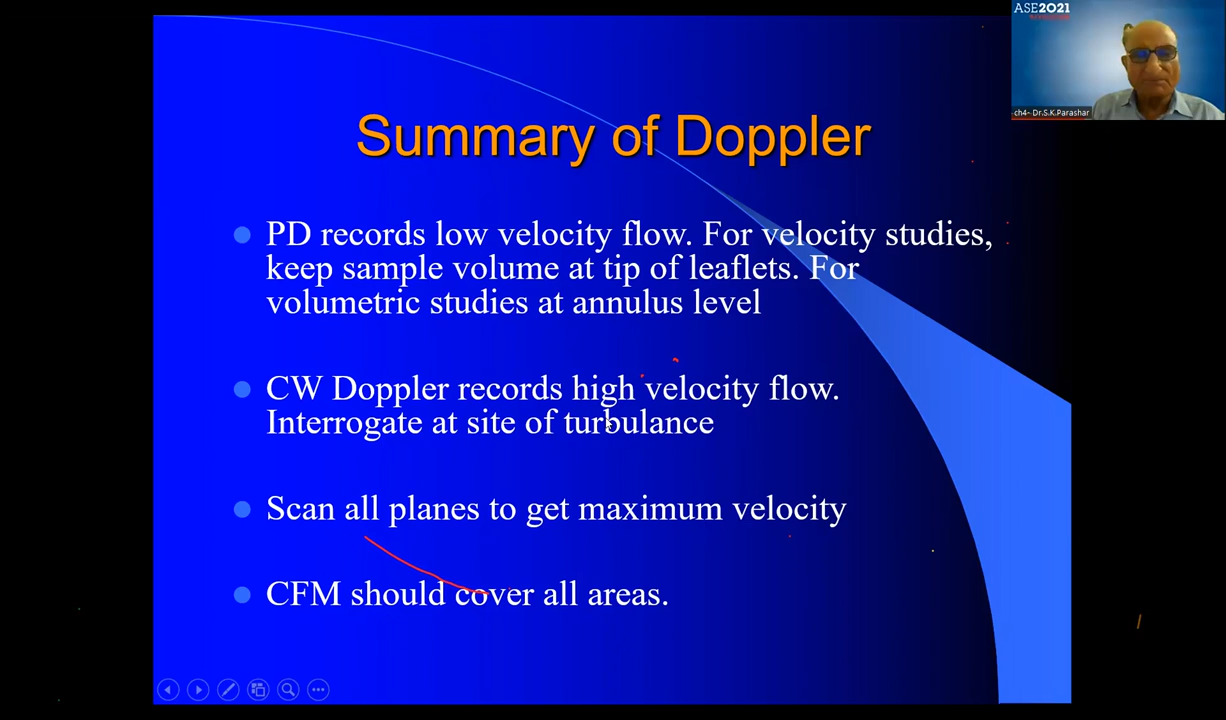 ASE2021
ch4- Dr.S.K.Parashar
Summary of Doppler
PD records low velocity flow. For velocity studies,
keep sample volume at tip of leaflets. For
volumetric studies at annulus level
CW Doppler records high velocity flow.
Interrogate at site of turbulance
Scan all planes to get maximum velocity
CFM should cover all areas.